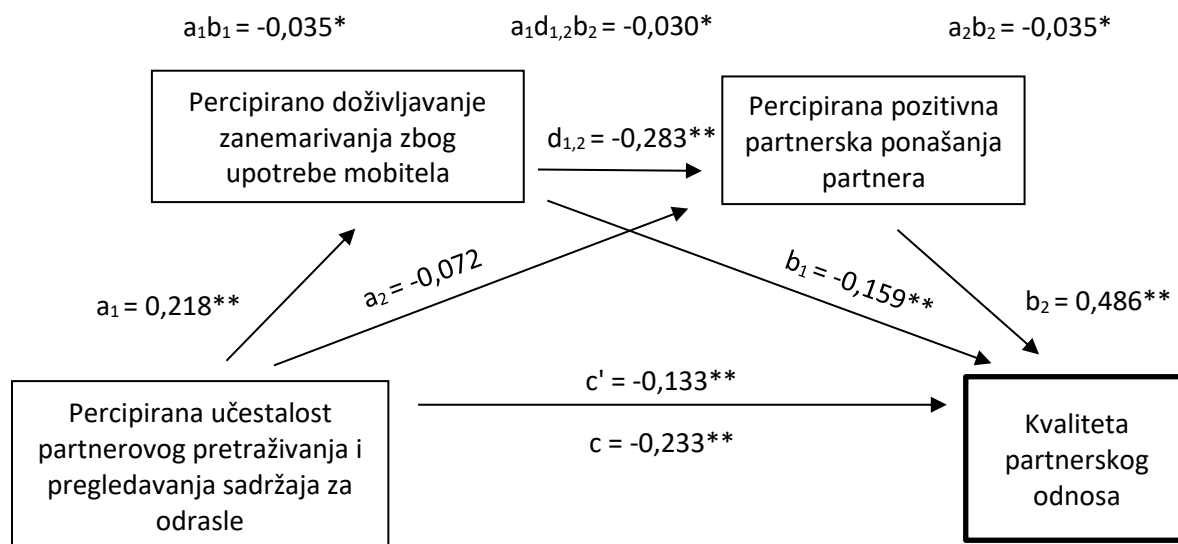 a₁b₁ = -0,035*
a₁d₁,₂b₂ = -0,030*
a₂b₂ = -0,035*
Percipirano doživljavanje
zanemarivanja zbog
upotrebe mobitela
d₁,₂ = -0,283**
Percipirana pozitivna
partnerska ponašanja
partnera
a₁ = 0,218**
a₂ = -0,072
b₁ = -0,159**
b₂ = 0,486**
Percipirana učestalost
partnerovog pretraživanja i
pregledavanja sadržaja za
odrasle
c' = -0,133**
c = -0,233**
Kvaliteta
partnerskog
odnosa